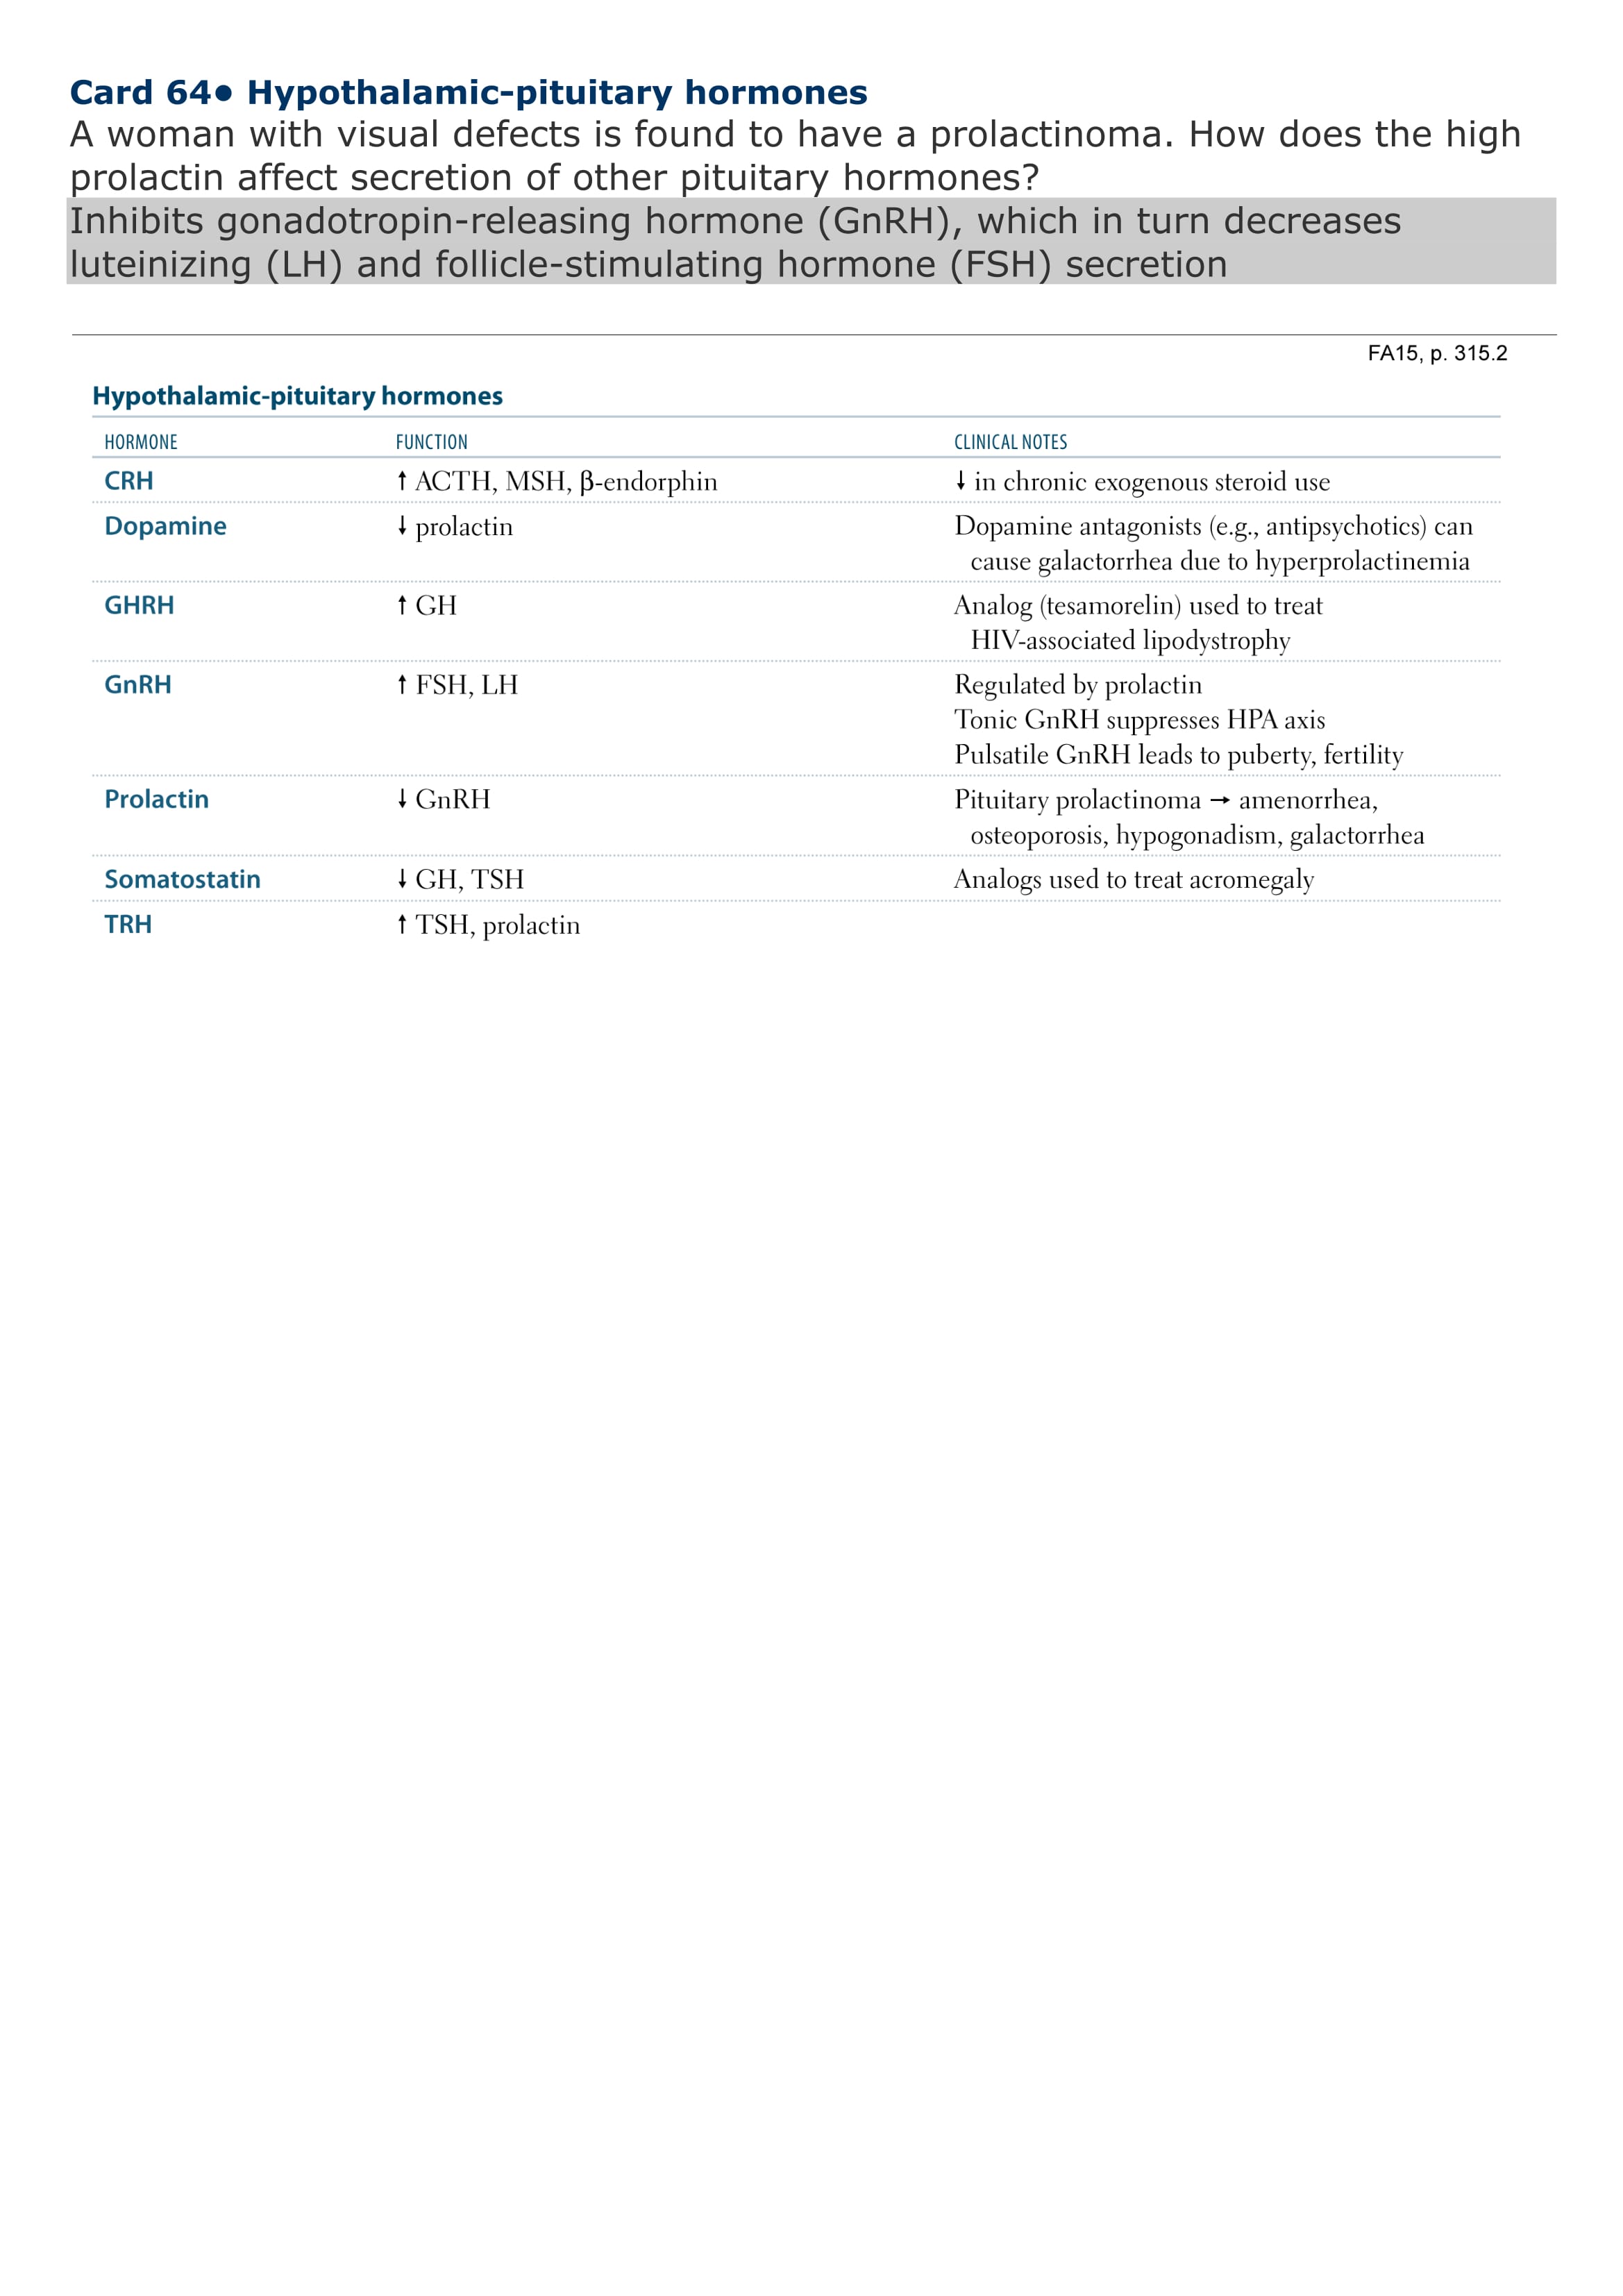 Card 64• Hypothalamic-pituitary hormones
A woman with visual defects is found to have a prolactinoma. How does the high
prolactin affect secretion of other pituitary hormones?
Inhibits gonadotropin-releasing hormone (GnRH), which in turn decreases
luteinizing (LH) and follicle-stimulating hormone (FSH) secretion
FA15, p. 315.2
Hypothalamic-pituitary hormones
HORMONE FUNCTION CLINICAL NOTES
CRH ↑ ACTH, MSH, β-endorphin ↓ in chronic exogenous steroid use
Dopamine ↓ prolactin Dopamine antagonists (e.g., antipsychotics) can
cause galactorrhea due to hyperprolactinemia
GHRH ↑ GH Analog (tesamorelin) used to treat
HIV-associated lipodystrophy
GnRH ↑ FSH, LH Regulated by prolactin
Tonic GnRH suppresses HPA axis
Pulsatile GnRH leads to puberty, fertility
Prolactin ↓ GnRH Pituitary prolactinoma → amenorrhea,
osteoporosis, hypogonadism, galactorrhea
Somatostatin ↓ GH, TSH Analogs used to treat acromegaly
TRH ↑ TSH, prolactin